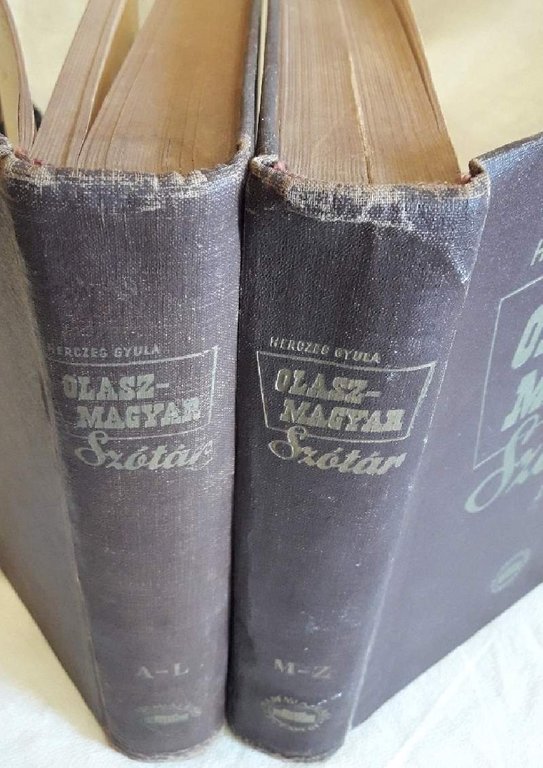 HERCZEG GYULA
OLASZ-
MAGYAR
Szótár
A-L
HERCZEG GYULA
OLASZ-
MAGYAR
Szótár
M-Z